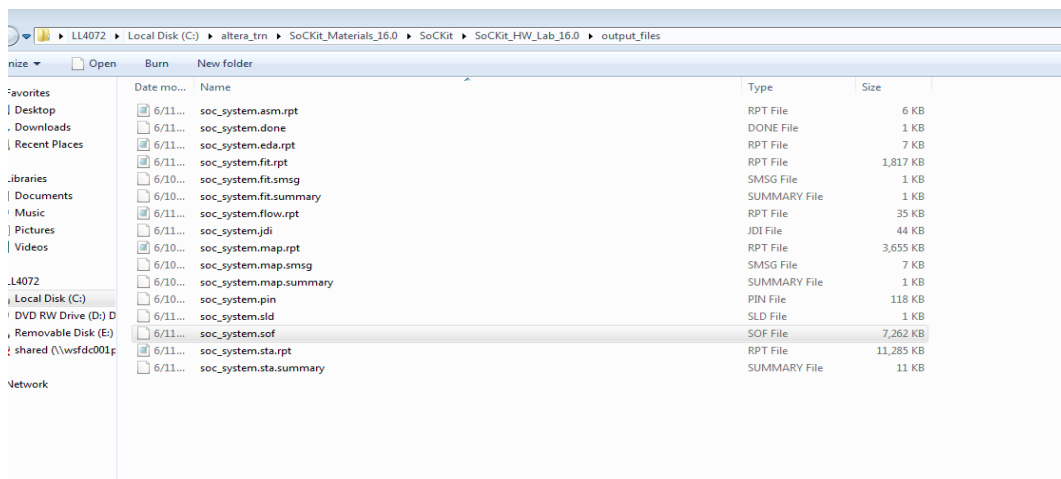 LL4072 ▸ Local Disk (C:) ▸ altera_trn ▸ SoCKit_Materials_16.0 ▸ SoCKit ▸ SoCKit_HW_Lab_16.0 ▸ output_files
nize ▾ Open Burn New folder
Favorites
Desktop
Downloads
Recent Places
Libraries
Documents
Music
Pictures
Videos
LL4072
Local Disk (C:)
DVD RW Drive (D:) D
Removable Disk (E:)
shared (\\wsfdc001p
Network
Date mo... Name Type Size
6/11... soc_system.asm.rpt RPT File 6 KB
6/11... soc_system.done DONE File 1 KB
6/11... soc_system.eda.rpt RPT File 7 KB
6/11... soc_system.fit.rpt RPT File 1,817 KB
6/10... soc_system.fit.smsg SMSG File 1 KB
6/10... soc_system.fit.summary SUMMARY File 1 KB
6/11... soc_system.flow.rpt RPT File 35 KB
6/11... soc_system.jdi JDI File 44 KB
6/10... soc_system.map.rpt RPT File 3,655 KB
6/10... soc_system.map.smsg SMSG File 7 KB
6/10... soc_system.map.summary SUMMARY File 1 KB
6/10... soc_system.pin PIN File 118 KB
6/11... soc_system.sld SLD File 1 KB
6/11... soc_system.sof SOF File 7,262 KB
6/11... soc_system.sta.rpt RPT File 11,285 KB
6/11... soc_system.sta.summary SUMMARY File 11 KB